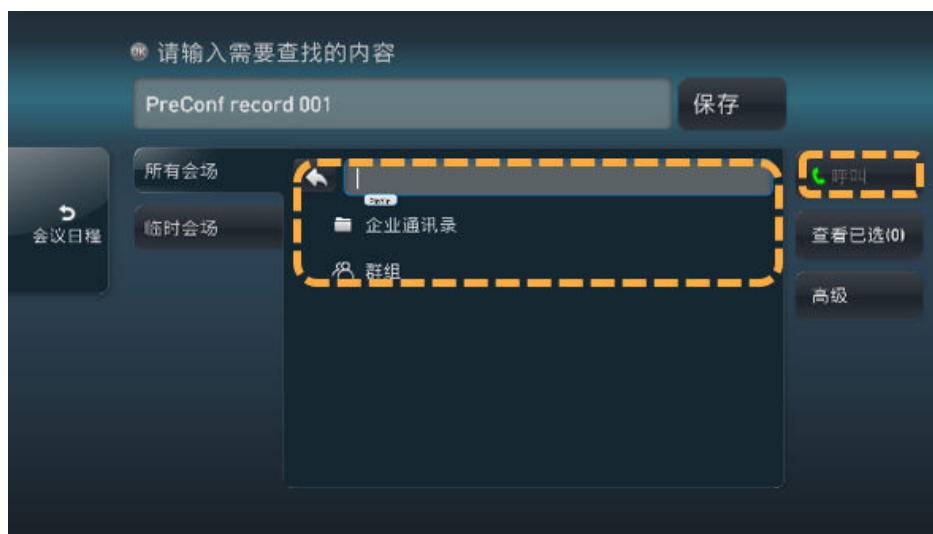 OK 请输入需要查找的内容
PreConf record 001
保存
会议日程
所有会场
临时会场
企业通讯录
群组
呼叫
查看已选(0)
高级